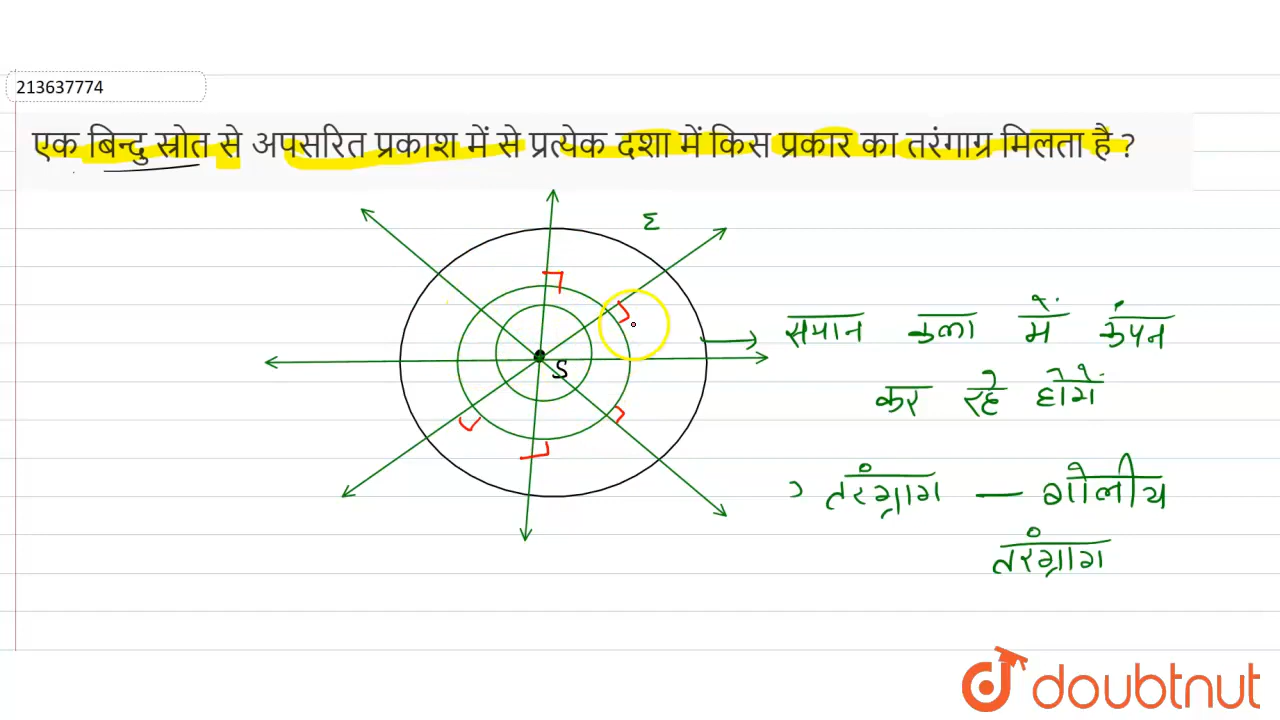 213637774
एक बिन्दु स्रोत से अपसरित प्रकाश में से प्रत्येक दशा में किस प्रकार का तरंगाग्र मिलता है ?
S
समान कला में कंपन
कर रहे होगें
तरंग्राग — गोलीय
तरंग्राग
doubtnut